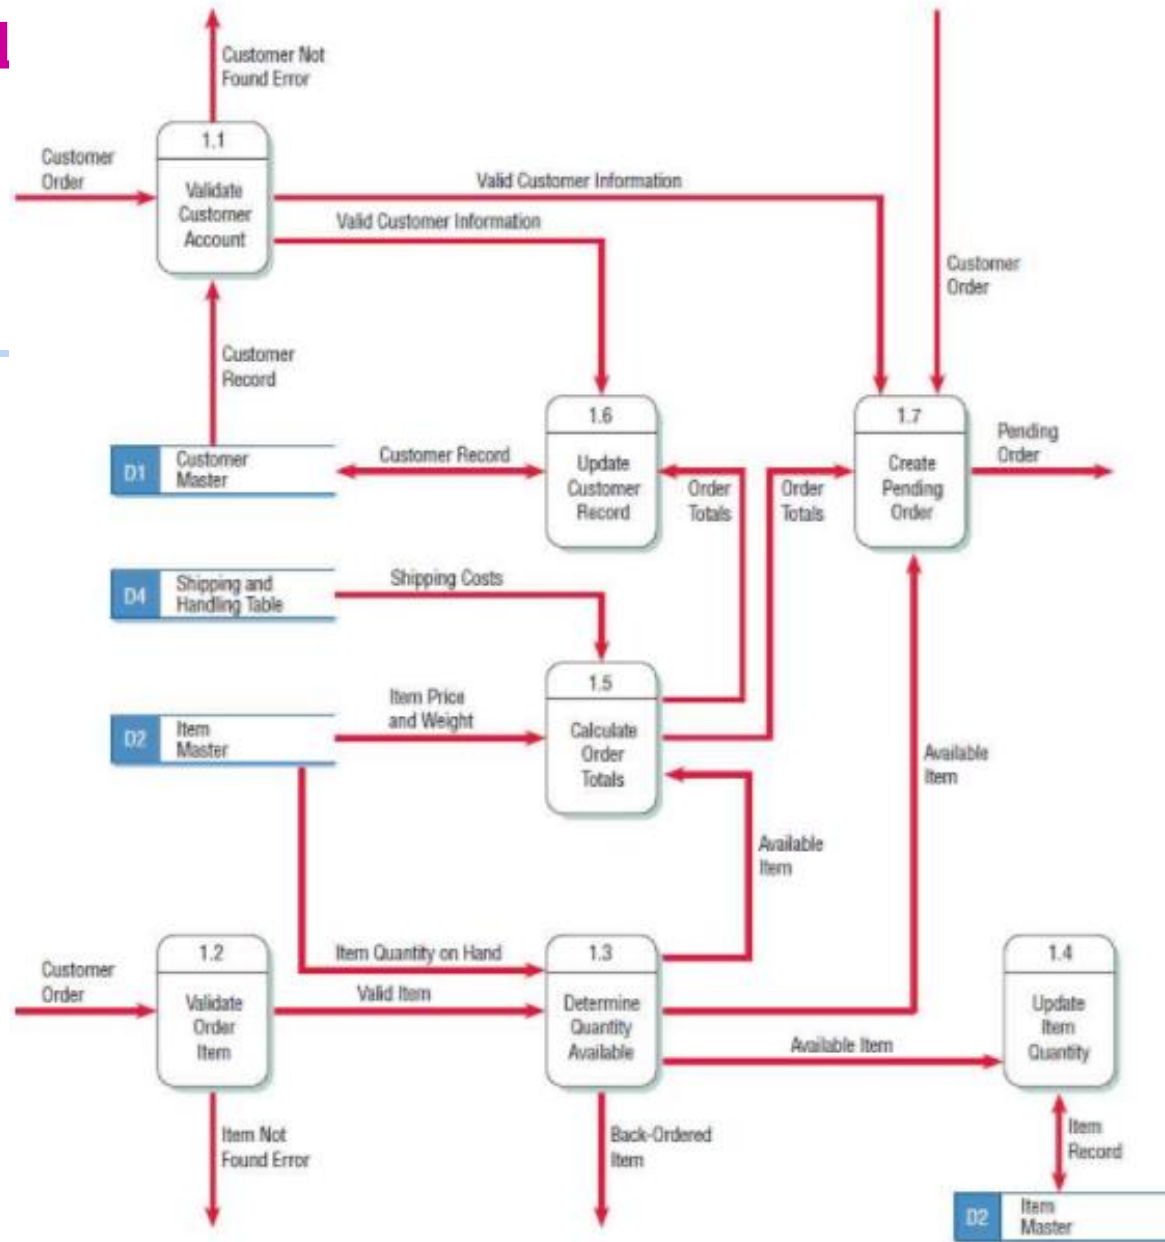 Customer Not
Found Error
1.1
Customer
Order
Validate
Customer
Account
Valid Customer Information
Valid Customer Information
Customer
Order
Customer
Record
1.6
1.7
D1
Customer
Master
Customer Record
Update
Customer
Record
Order
Totals
Order
Totals
Create
Pending
Order
Pending
Order
D4
Shipping and
Handling Table
Shipping Costs
1.5
D2
Item
Master
Item Price
and Weight
Calculate
Order
Totals
Available
Item
Available
Item
1.2
Item Quantity on Hand
1.3
1.4
Customer
Order
Validate
Order
Item
Valid Item
Determine
Quantity
Available
Available Item
Update
Item
Quantity
Item Not
Found Error
Back-Ordered
Item
Item
Record
D2
Item
Master